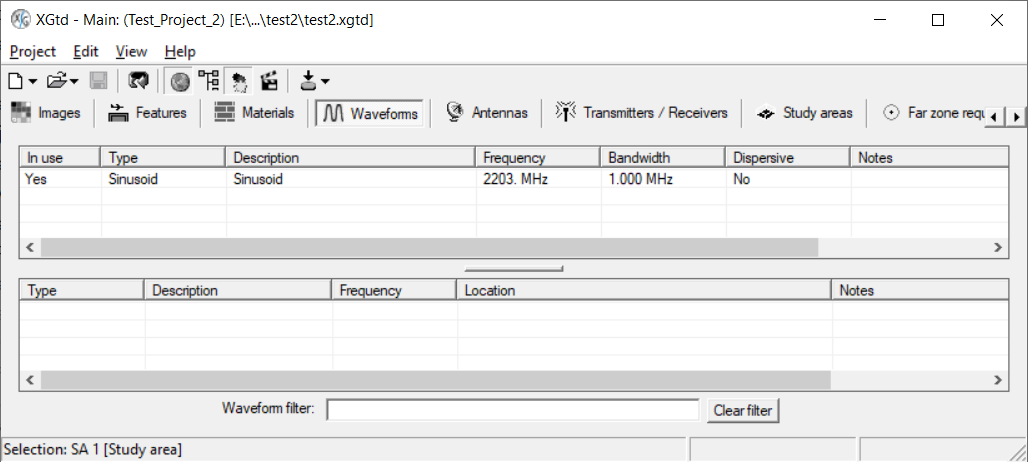 XGtd - Main: (Test_Project_2) [E:\...\test2\test2.xgtd]
Project Edit View Help
Images Features Materials Waveforms Antennas Transmitters / Receivers Study areas Far zone requ
In use Type Description Frequency Bandwidth Dispersive Notes
Yes Sinusoid Sinusoid 2203. MHz 1.000 MHz No
Type Description Frequency Location Notes
Waveform filter: Clear filter
Selection: SA 1 [Study area]